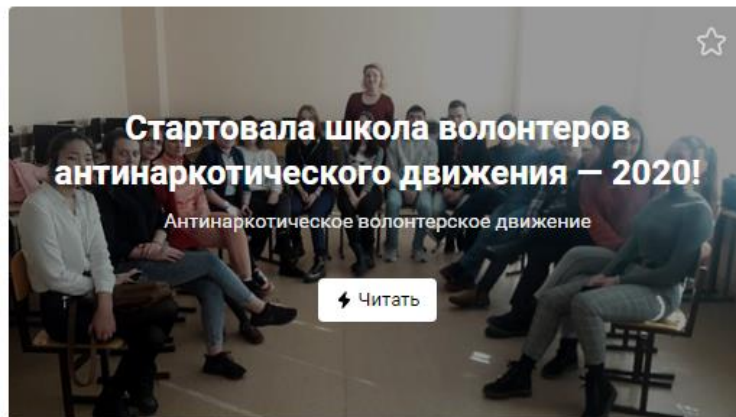 Стартовала школа волонтеров
антинаркотического движения — 2020!
Антинаркотическое волонтерское движение
Читать